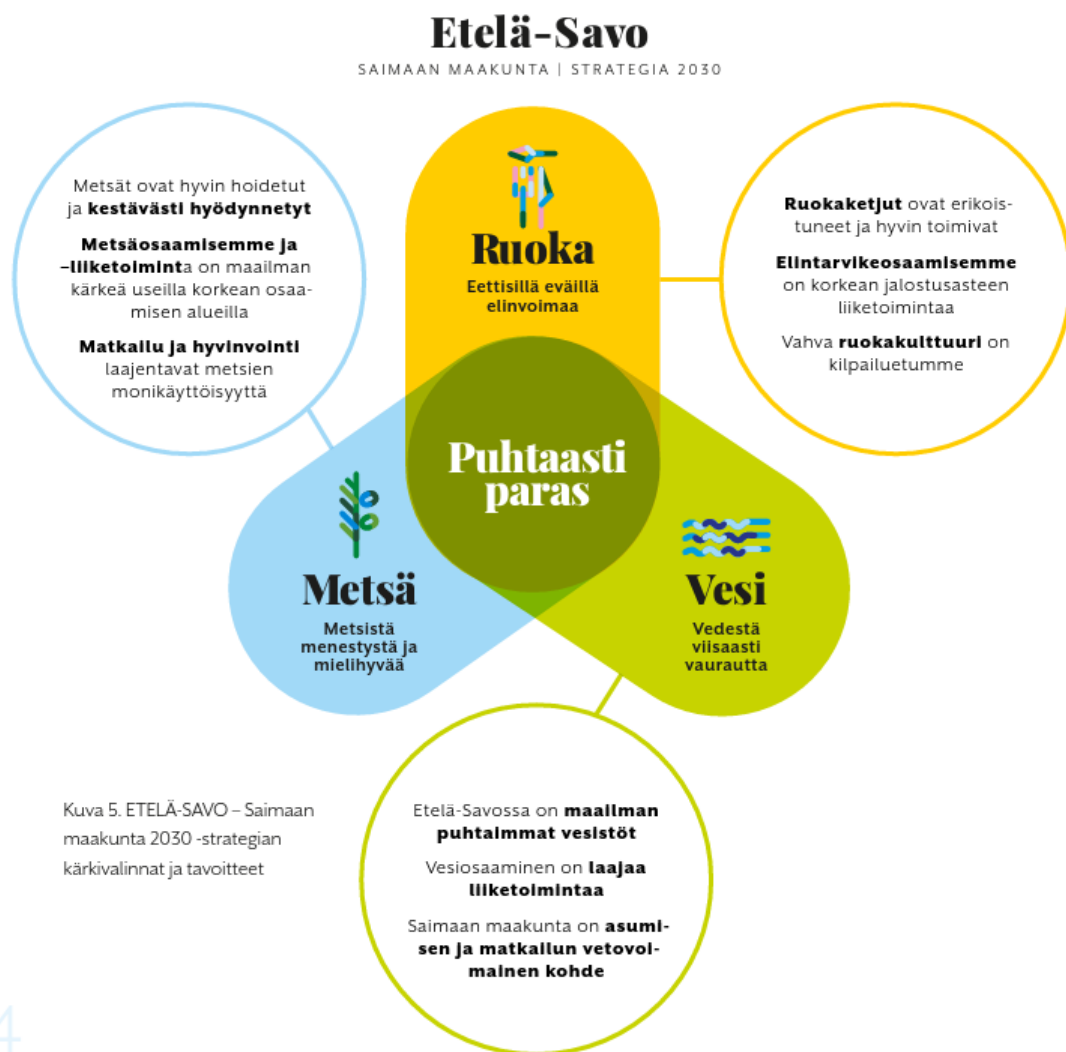 Etelä-Savo
SAIMAAN MAAKUNTA | STRATEGIA 2030
Metsät ovat hyvin hoidetut
ja kestävästi hyödynnetyt
Metsäosaamisemme ja
–liiketoiminta on maailman
kärkeä useilla korkean osaa-
misen alueilla
Matkailu ja hyvinvointi
laajentavat metsien
monikäyttöisyyttä
Ruoka
Eettisillä eväillä
elinvoimaa
Ruokaketjut ovat erikois-
tuneet ja hyvin toimivat
Elintarvikeosaamisemme
on korkean jalostusasteen
liiketoimintaa
Vahva ruokakulttuuri on
kilpailuetumme
Puhtaasti
paras
Metsä
Metsistä
menestystä ja
mielihyvää
Vesi
Vedestä
viisaasti
vaurautta
Kuva 5. ETELÄ-SAVO – Saimaan
maakunta 2030 -strategian
kärkivalinnat ja tavoitteet
Etelä-Savossa on maailman
puhtaimmat vesistöt
Vesiosaaminen on laajaa
liiketoimintaa
Saimaan maakunta on asumi-
sen ja matkailun vetovoi-
mainen kohde
4